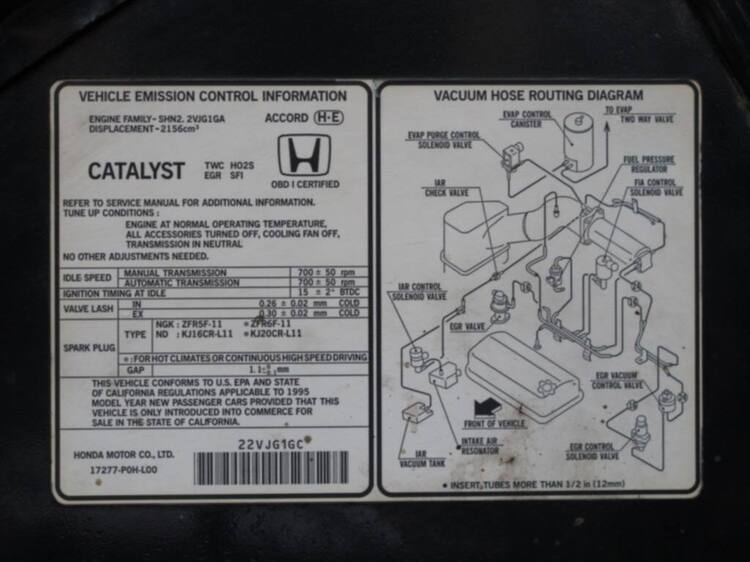 VEHICLE EMISSION CONTROL INFORMATION
ENGINE FAMILY-SHN2. 2VJG1GA
DISPLACEMENT-2156cm³
ACCORD H-E
CATALYST
TWC HO2S
EGR SFI
OBD I CERTIFIED
REFER TO SERVICE MANUAL FOR ADDITIONAL INFORMATION.
TUNE UP CONDITIONS :
ENGINE AT NORMAL OPERATING TEMPERATURE,
ALL ACCESSORIES TURNED OFF, COOLING FAN OFF,
TRANSMISSION IN NEUTRAL
NO OTHER ADJUSTMENTS NEEDED.
IDLE SPEED
MANUAL TRANSMISSION 700 ± 50 rpm
AUTOMATIC TRANSMISSION 700 ± 50 rpm
IGNITION TIMING AT IDLE 15 ± 2° BTDC
VALVE LASH
IN 0.26 ± 0.02 mm COLD
EX 0.30 ± 0.02 mm COLD
SPARK PLUG
TYPE
NGK : ZFR5F-11 *ZFR6F-11
ND : KJ16CR-L11 *KJ20CR-L11
* : FOR HOT CLIMATES OR CONTINUOUS HIGH SPEED DRIVING
GAP 1.1 mm
THIS VEHICLE CONFORMS TO U.S. EPA AND STATE
OF CALIFORNIA REGULATIONS APPLICABLE TO 1995
MODEL YEAR NEW PASSENGER CARS PROVIDED THAT THIS
VEHICLE IS ONLY INTRODUCED INTO COMMERCE FOR
SALE IN THE STATE OF CALIFORNIA.
HONDA MOTOR CO., LTD.
17277-P0H-L00
22VJG1GC
VACUUM HOSE ROUTING DIAGRAM
EVAP CONTROL
CANISTER
TO EVAP
TWO WAY VALVE
EVAP PURGE CONTROL
SOLENOID VALVE
FUEL PRESSURE
REGULATOR
IAR
CHECK VALVE
FIA CONTROL
SOLENOID VALVE
IAR CONTROL
SOLENOID VALVE
EGR VALVE
EGR VACUUM
CONTROL VALVE
FRONT OF VEHICLE
INTAKE AIR
RESONATOR
IAR
VACUUM TANK
EGR CONTROL
SOLENOID VALVE
• INSERT TUBES MORE THAN 1/2 in (12mm)